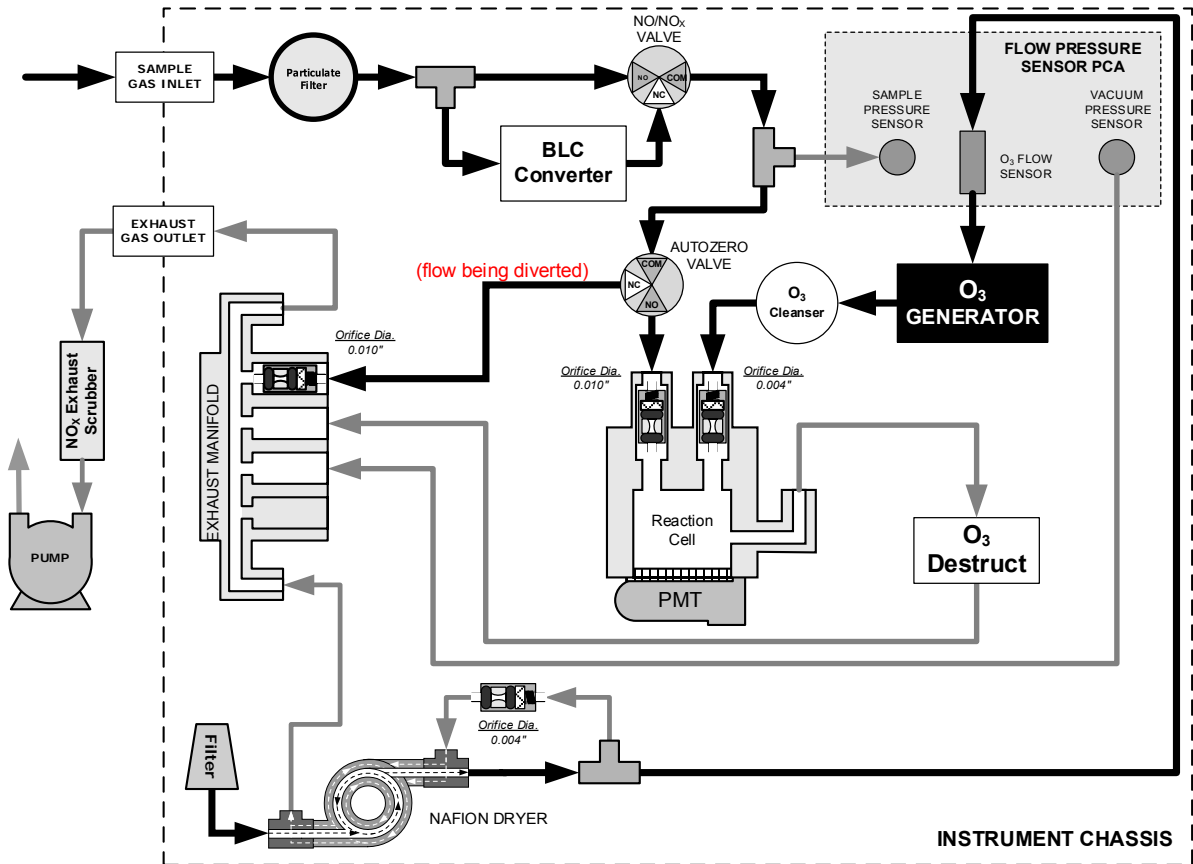 NO/NOx
VALVE
SAMPLE
GAS INLET
Particulate
Filter
NO
COM
NC
FLOW PRESSURE
SENSOR PCA
SAMPLE
PRESSURE
SENSOR
VACUUM
PRESSURE
SENSOR
O3 FLOW
SENSOR
BLC
Converter
EXHAUST
GAS OUTLET
AUTOZERO
VALVE
(flow being diverted)
COM
NC
NO
O3
Cleanser
O3
GENERATOR
Orifice Dia.
0.010"
Orifice Dia.
0.010"
Orifice Dia.
0.004"
NOX Exhaust
Scrubber
EXHAUST MANIFOLD
Reaction
Cell
O3
Destruct
PUMP
PMT
Orifice Dia.
0.004"
Filter
NAFION DRYER
INSTRUMENT CHASSIS